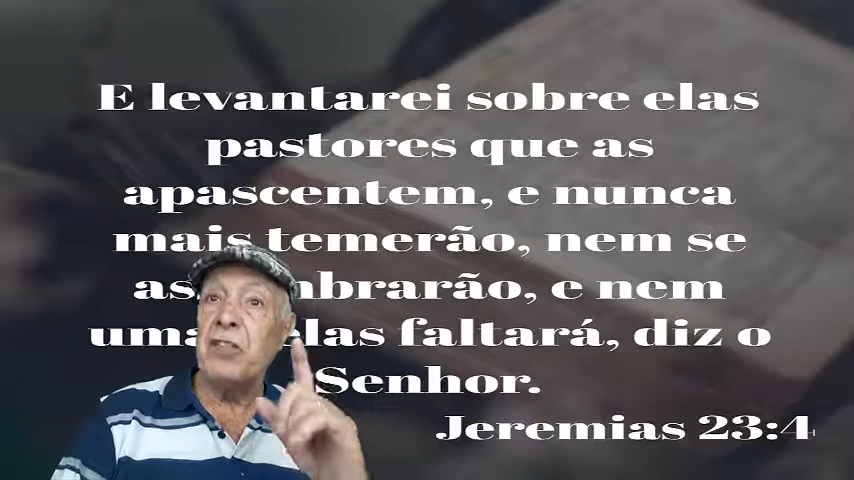 E levantarei sobre elas
pastores que as
apascentem, e nunca
mais temerão, nem se
e nem
elas faltará, diz o
Senhor.
Jeremias 23:4